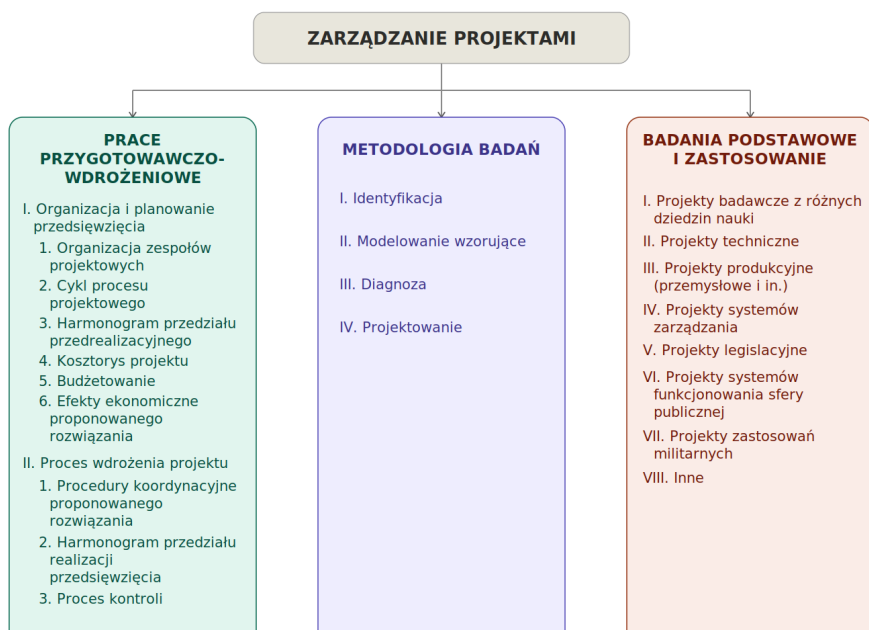 ZARZĄDZANIE PROJEKTAMI
PRACE
PRZYGOTOWAWCZO-
WDROŻENIOWE
I. Organizacja i planowanie
przedsięwzięcia
1. Organizacja zespołów
projektowych
2. Cykl procesu
projektowego
3. Harmonogram przedziału
przedrealizacyjnego
4. Kosztorys projektu
5. Budżetowanie
6. Efekty ekonomiczne
proponowanego
rozwiązania
II. Proces wdrożenia projektu
1. Procedury koordynacyjne
proponowanego
rozwiązania
2. Harmonogram przedziału
realizacji
przedsięwzięcia
3. Proces kontroli
METODOLOGIA BADAŃ
I. Identyfikacja
II. Modelowanie wzorujące
III. Diagnoza
IV. Projektowanie
BADANIA PODSTAWOWE
I ZASTOSOWANIE
I. Projekty badawcze z różnych
dziedzin nauki
II. Projekty techniczne
III. Projekty produkcyjne
(przemysłowe i in.)
IV. Projekty systemów
zarządzania
V. Projekty legislacyjne
VI. Projekty systemów
funkcjonowania sfery
publicznej
VII. Projekty zastosowań
militarnych
VIII. Inne